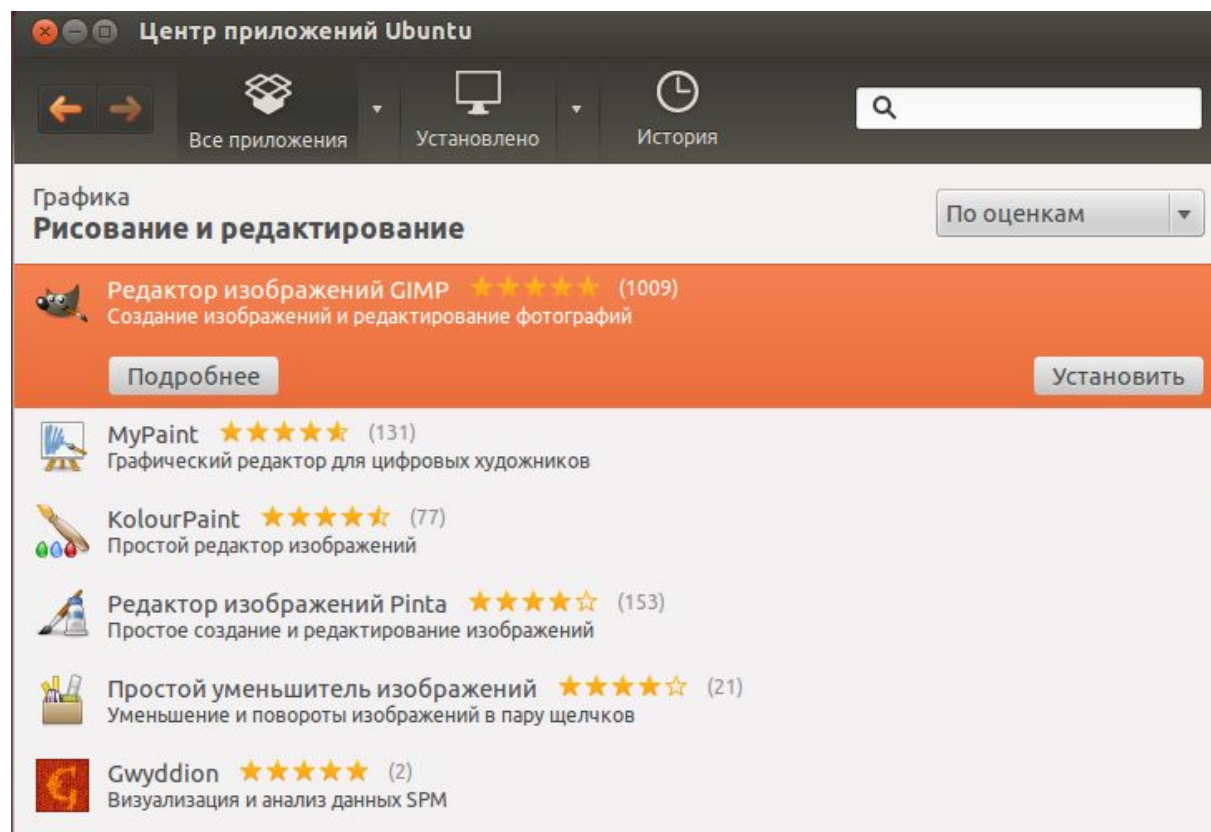 Центр приложений Ubuntu
Все приложения
Установлено
История
Графика
Рисование и редактирование
По оценкам
Редактор изображений GIMP (1009)
Создание изображений и редактирование фотографий
Подробнее
Установить
MyPaint (131)
Графический редактор для цифровых художников
KolourPaint (77)
Простой редактор изображений
Редактор изображений Pinta (153)
Простое создание и редактирование изображений
Простой уменьшитель изображений (21)
Уменьшение и повороты изображений в пару щелчков
Gwyddion (2)
Визуализация и анализ данных SPM